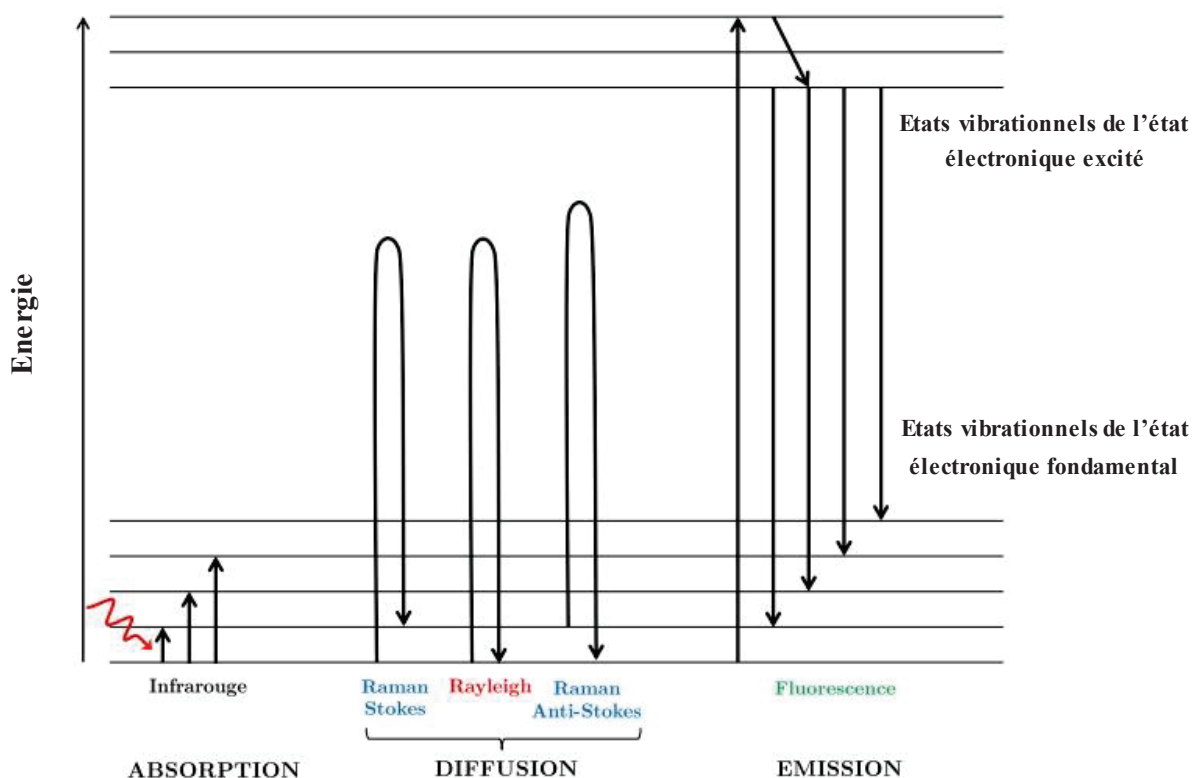 Energie
Etats vibrationnels de l’état
électronique excité
Etats vibrationnels de l’état
électronique fondamental
Infrarouge
Raman
Stokes
Rayleigh
Raman
Anti-Stokes
Fluorescence
ABSORPTION
DIFFUSION
EMISSION